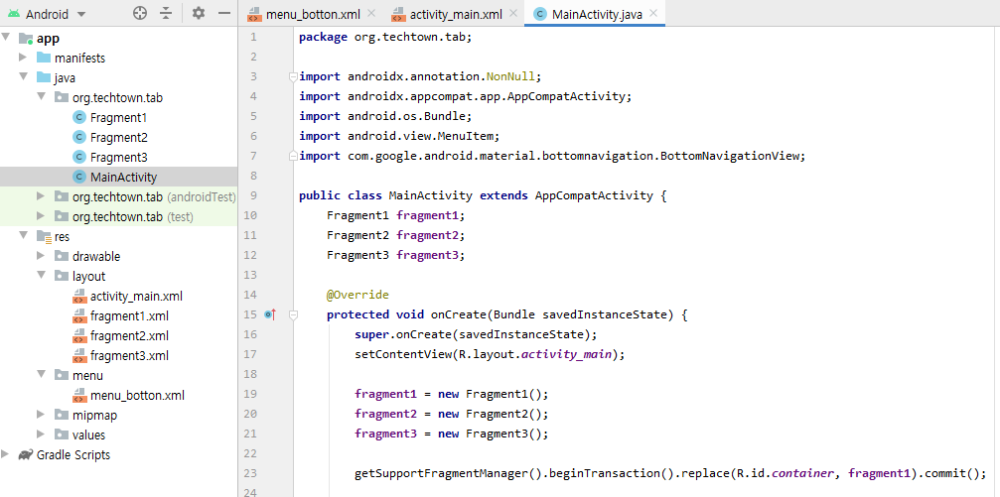 Android
menu_botton.xml
activity_main.xml
MainActivity.java
app
manifests
java
org.techtown.tab
Fragment1
Fragment2
Fragment3
MainActivity
org.techtown.tab (androidTest)
org.techtown.tab (test)
res
drawable
layout
activity_main.xml
fragment1.xml
fragment2.xml
fragment3.xml
menu
menu_botton.xml
mipmap
values
Gradle Scripts
1 package org.techtown.tab;
2
3 import androidx.annotation.NonNull;
4 import androidx.appcompat.app.AppCompatActivity;
5 import android.os.Bundle;
6 import android.view.MenuItem;
7 import com.google.android.material.bottomnavigation.BottomNavigationView;
8
9 public class MainActivity extends AppCompatActivity {
10 Fragment1 fragment1;
11 Fragment2 fragment2;
12 Fragment3 fragment3;
13
14 @Override
15 protected void onCreate(Bundle savedInstanceState) {
16 super.onCreate(savedInstanceState);
17 setContentView(R.layout.activity_main);
18
19 fragment1 = new Fragment1();
20 fragment2 = new Fragment2();
21 fragment3 = new Fragment3();
22
23 getSupportFragmentManager().beginTransaction().replace(R.id.container, fragment1).commit();
24